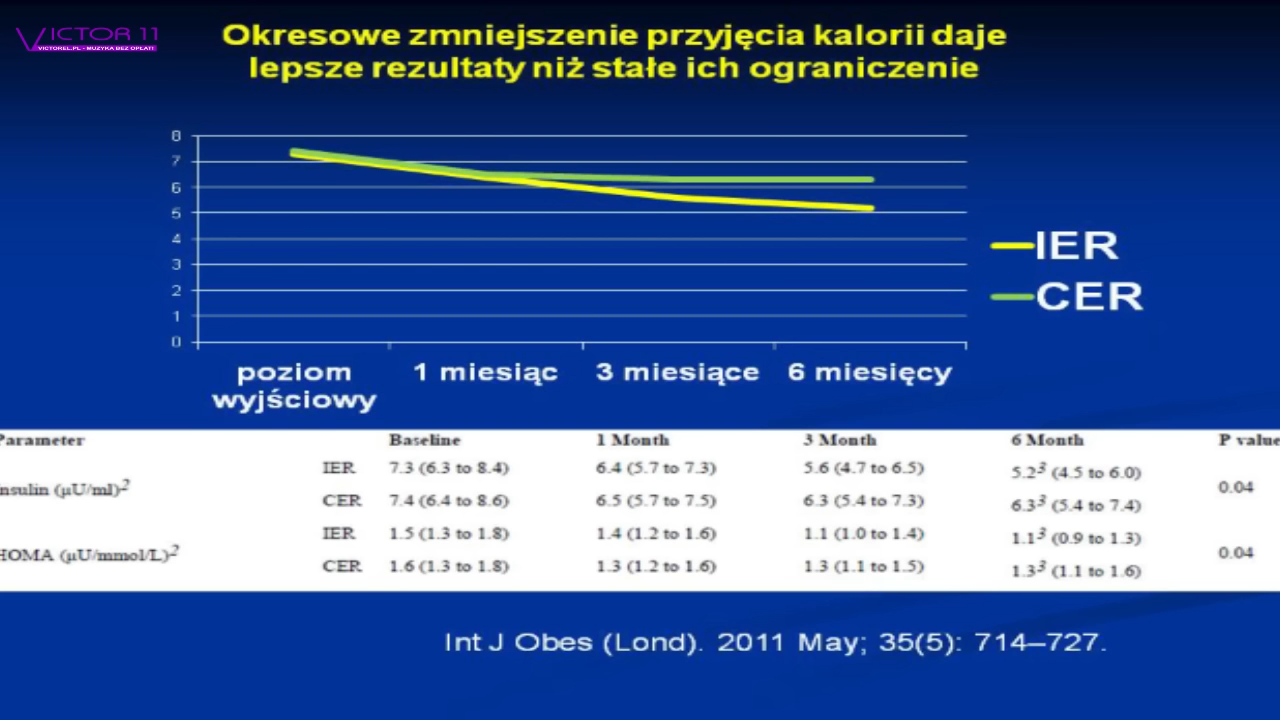 VICTOR 11
VICTOREL.PL - MUZYKA BEZ OPŁAT!
Okresowe zmniejszenie przyjęcia kalorii daje
lepsze rezultaty niż stałe ich ograniczenie
8
7
6
5
4
3
2
1
0
IER
CER
poziom wyjściowy
1 miesiąc
3 miesiące
6 miesięcy
Parameter Baseline 1 Month 3 Month 6 Month P value
Insulin (µU/ml)2
IER 7.3 (6.3 to 8.4) 6.4 (5.7 to 7.3) 5.6 (4.7 to 6.5) 5.23 (4.5 to 6.0) 0.04
CER 7.4 (6.4 to 8.6) 6.5 (5.7 to 7.5) 6.3 (5.4 to 7.3) 6.33 (5.4 to 7.4)
HOMA (µU/mmol/L)2
IER 1.5 (1.3 to 1.8) 1.4 (1.2 to 1.6) 1.1 (1.0 to 1.4) 1.13 (0.9 to 1.3) 0.04
CER 1.6 (1.3 to 1.8) 1.3 (1.2 to 1.6) 1.3 (1.1 to 1.5) 1.33 (1.1 to 1.6)
Int J Obes (Lond). 2011 May; 35(5): 714–727.